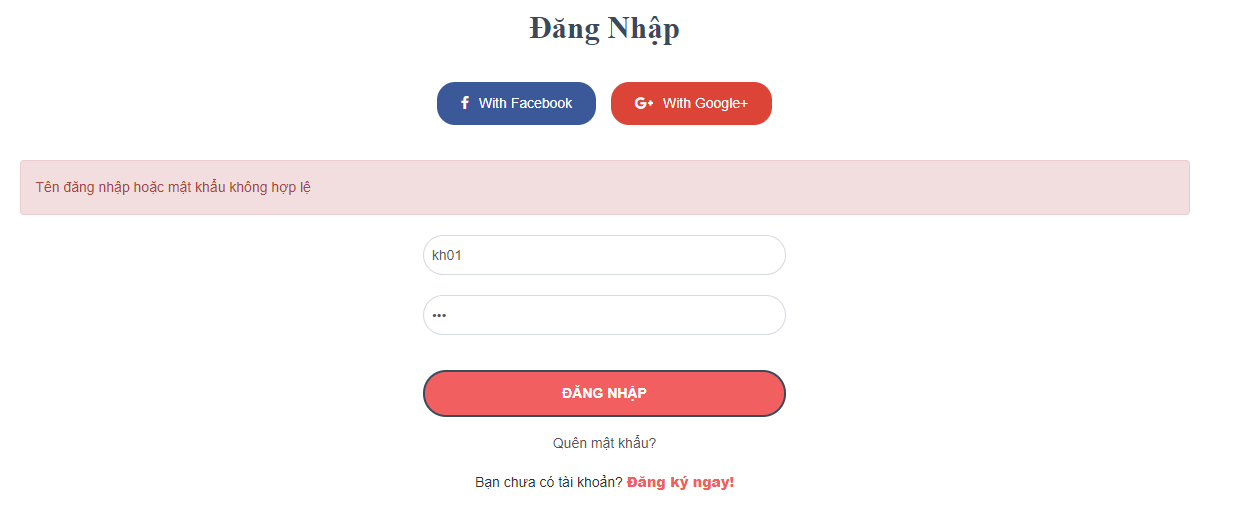 Đăng Nhập
With Facebook
With Google+
Tên đăng nhập hoặc mật khẩu không hợp lệ
kh01
•••
ĐĂNG NHẬP
Quên mật khẩu?
Bạn chưa có tài khoản? Đăng ký ngay!